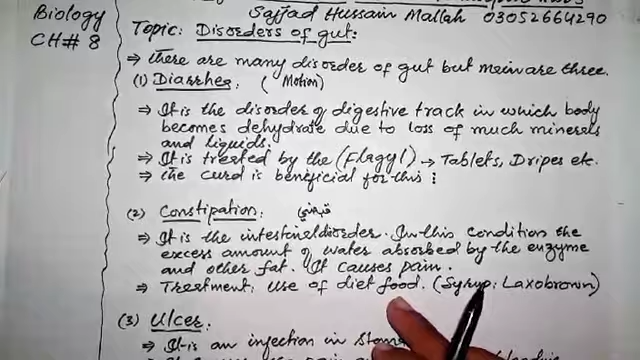 Biology
CH# 8
Sajjad Hussain Mallah 03052664290
Topic: Disorders of gut:
⇒ There are many disorder of gut but mein are three.
(1) Diarrhea, (Motion)
⇒ It is the disorder of digestive track in which body
becomes dehydrate due to loss of much minerals
and liquids.
⇒ It is treated by the (Flagyl) → Tablets, Dripes etc.
⇒ The curd is beneficial for this :
(2) Constipation: قبضي
⇒ It is the intestinal disorder. In this condition the
excess amount of water absorbed by the enzyme
and other fat. It causes pain.
⇒ Treatment: Use of diet food. (Syrup: Laxobrown)
(3) Ulcer:
⇒ It is an injection in